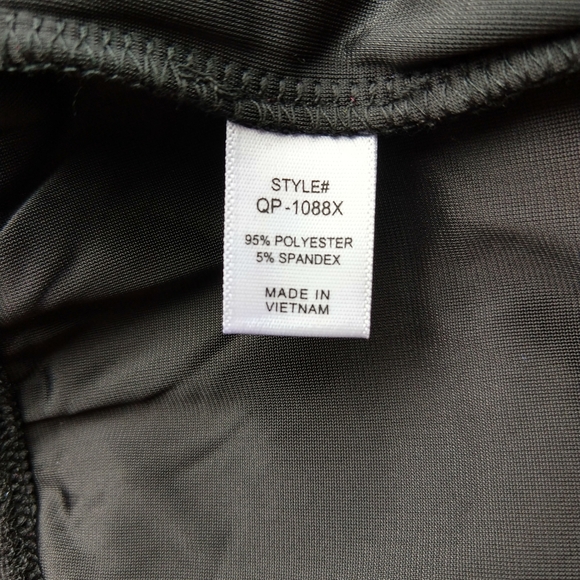 STYLE#
QP-1088X
95% POLYESTER
5% SPANDEX
MADE IN
VIETNAM